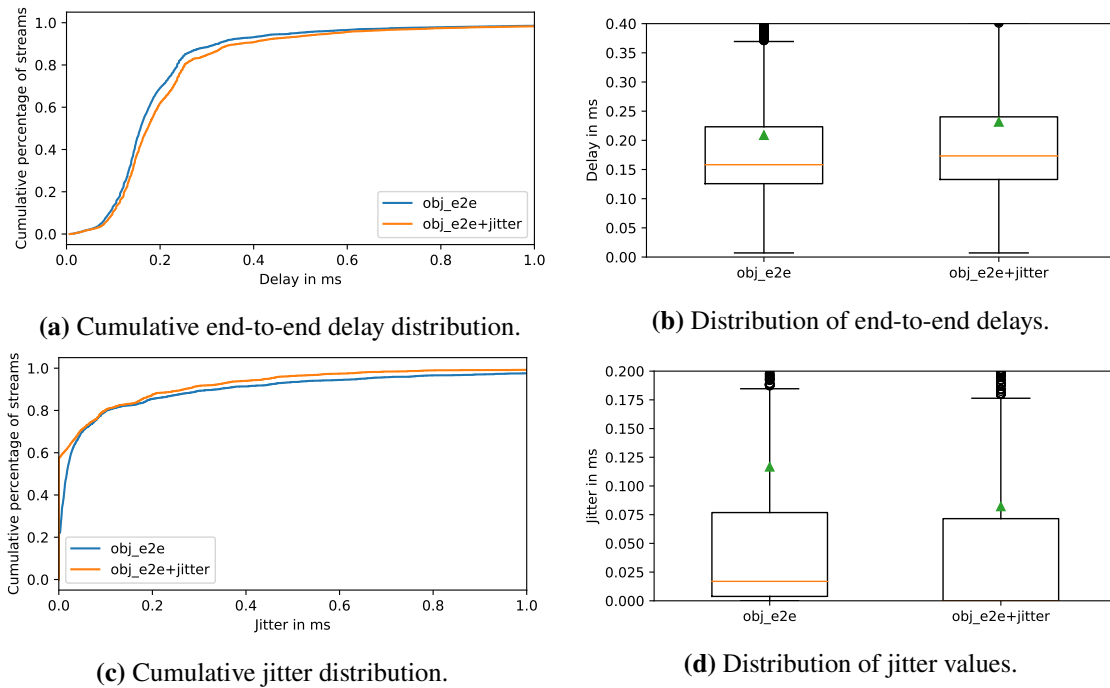 Cumulative percentage of streams
1.0
0.8
0.6
0.4
0.2
0.0
obj_e2e
obj_e2e+jitter
0.0 0.2 0.4 0.6 0.8 1.0
Delay in ms
(a) Cumulative end-to-end delay distribution.
Delay in ms
0.40
0.35
0.30
0.25
0.20
0.15
0.10
0.05
0.00
obj_e2e obj_e2e+jitter
(b) Distribution of end-to-end delays.
Cumulative percentage of streams
1.0
0.8
0.6
0.4
0.2
0.0
obj_e2e
obj_e2e+jitter
0.0 0.2 0.4 0.6 0.8 1.0
Jitter in ms
(c) Cumulative jitter distribution.
Jitter in ms
0.200
0.175
0.150
0.125
0.100
0.075
0.050
0.025
0.000
obj_e2e obj_e2e+jitter
(d) Distribution of jitter values.